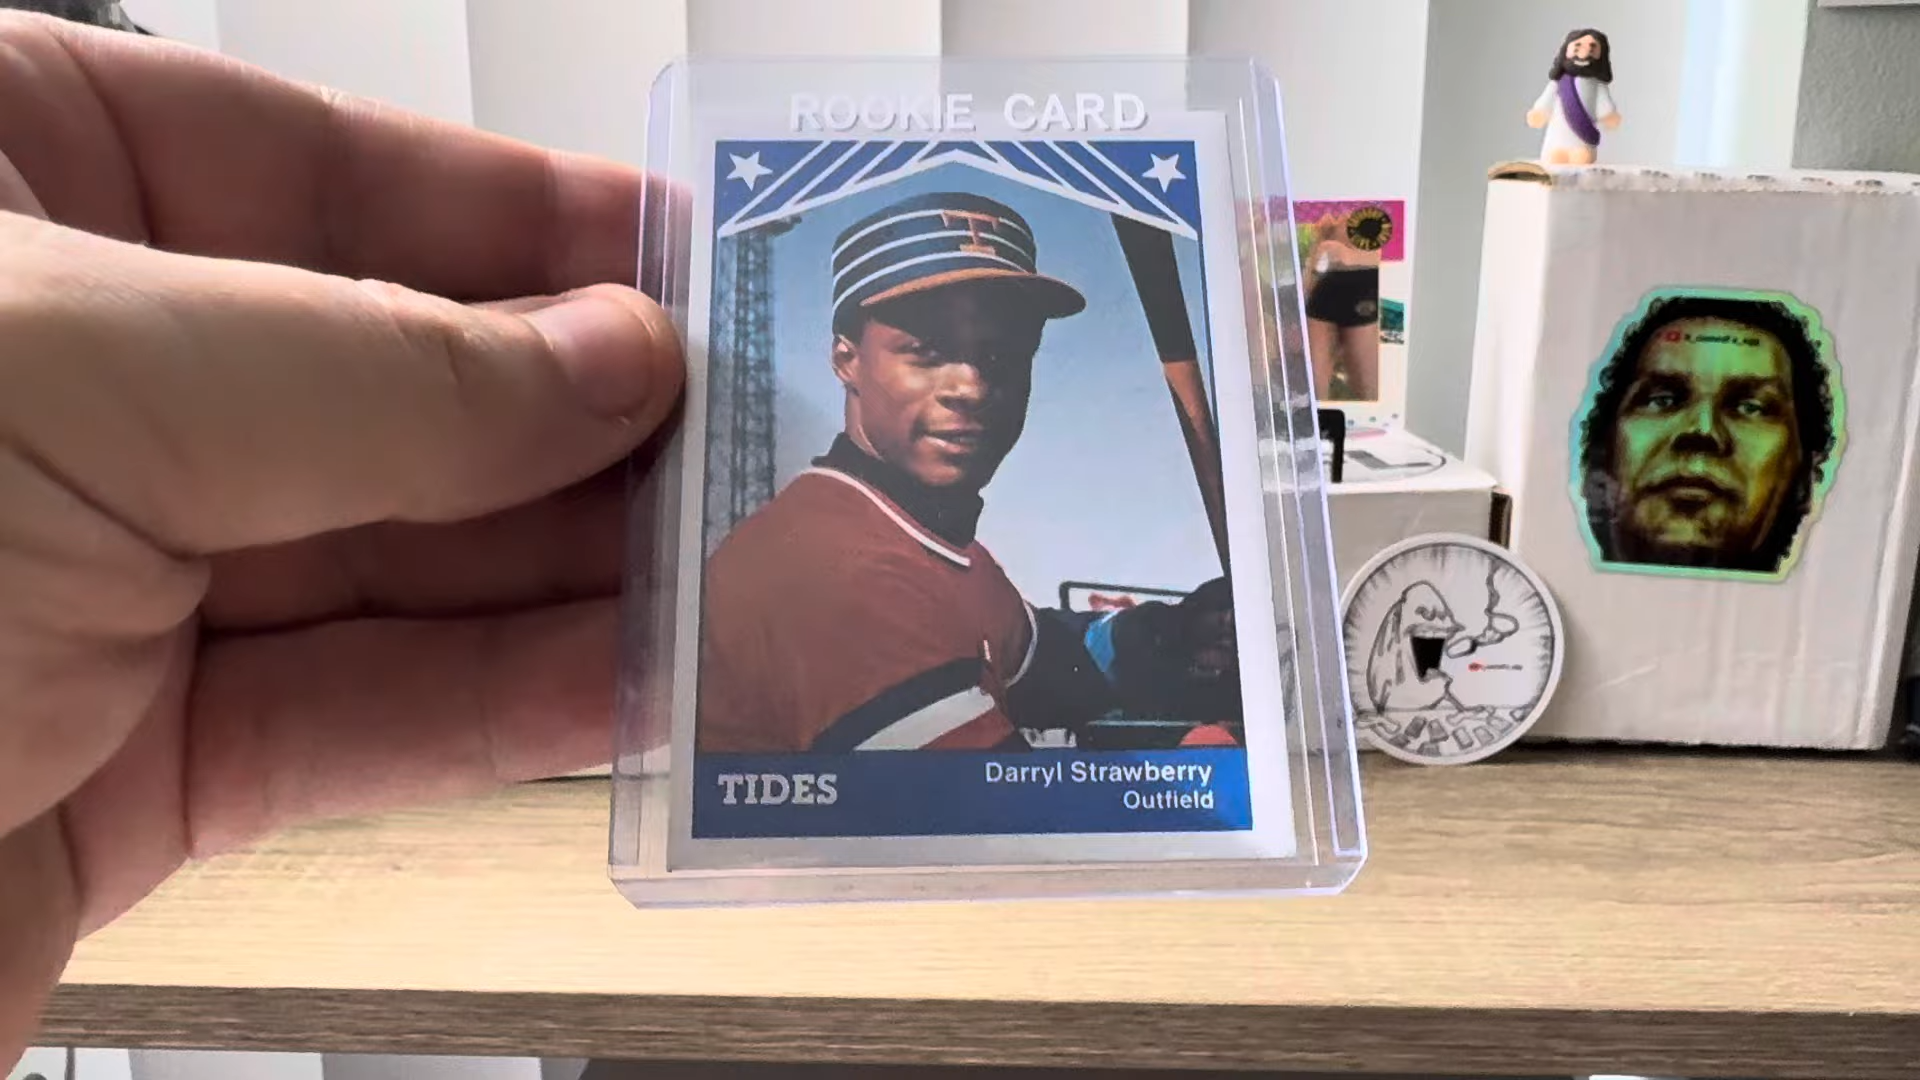 ROOKIE CARD
T
TIDES
Darryl Strawberry
Outfield